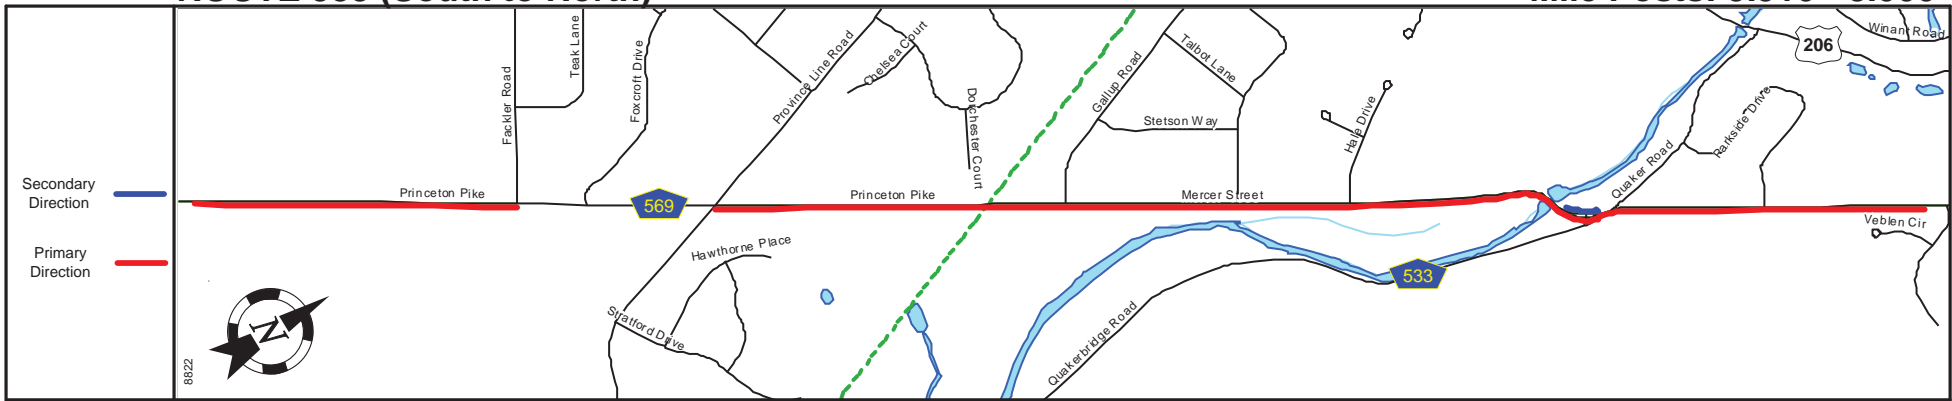 Secondary
Direction
Primary
Direction
Fackler Road
Teak Lane
Foxcroft Drive
Province Line Road
Chelsea Court
Dorchester Court
Gallup Road
Talbot Lane
Stetson Way
Hale Drive
206
Winant Road
Parkside Drive
Quaker Road
Princeton Pike
569
Princeton Pike
Mercer Street
Veblen Cir
Hawthorne Place
Stratford Drive
533
Quakerbridge Road
N
8822